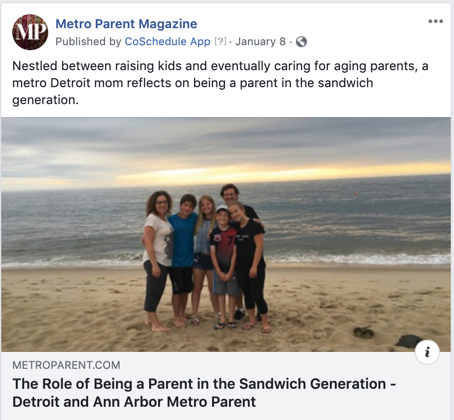 MP
Metro Parent Magazine
Published by CoSchedule App [?] · January 8 ·
Nestled between raising kids and eventually caring for aging parents, a
metro Detroit mom reflects on being a parent in the sandwich
generation.
METROPARENT.COM
The Role of Being a Parent in the Sandwich Generation -
Detroit and Ann Arbor Metro Parent